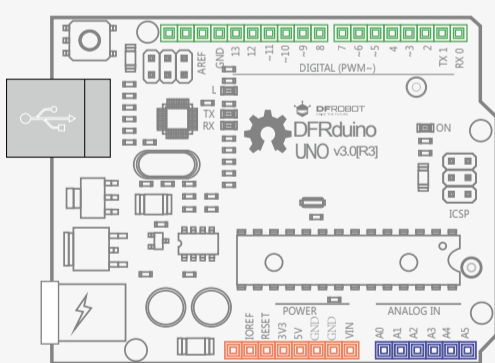 AREF
GND
13
12
~11
~10
~9
8
7
~6
~5
4
~3
2
TX 1
RX 0
DIGITAL (PWM~)
L
TX
RX
DFROBOT
DFRduino
UNO v3.0[R3]
ON
ICSP
POWER
ANALOG IN
IOREF
RESET
3V3
5V
GND
GND
VIN
A0
A1
A2
A3
A4
A5